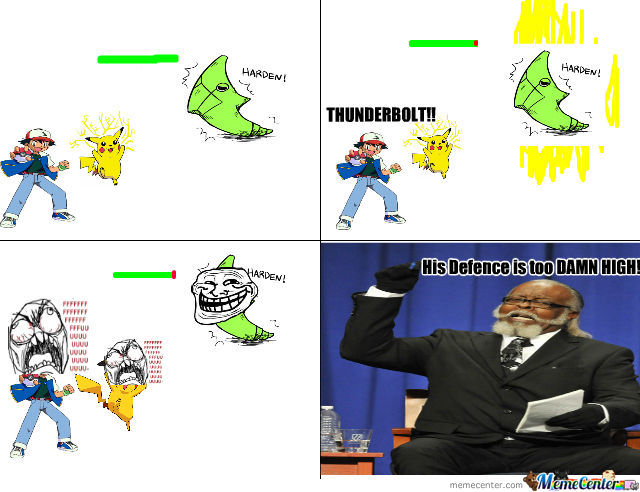 HARDEN!
THUNDERBOLT!!
HARDEN!
FFFFFFF
FFFFFFF
FFFFFF
FFFUU
UUUU
UUUU
UUUU
UUUU
UUU-
HARDEN!
His Defence is too DAMN HIGH!
memecenter.com
MemeCenter